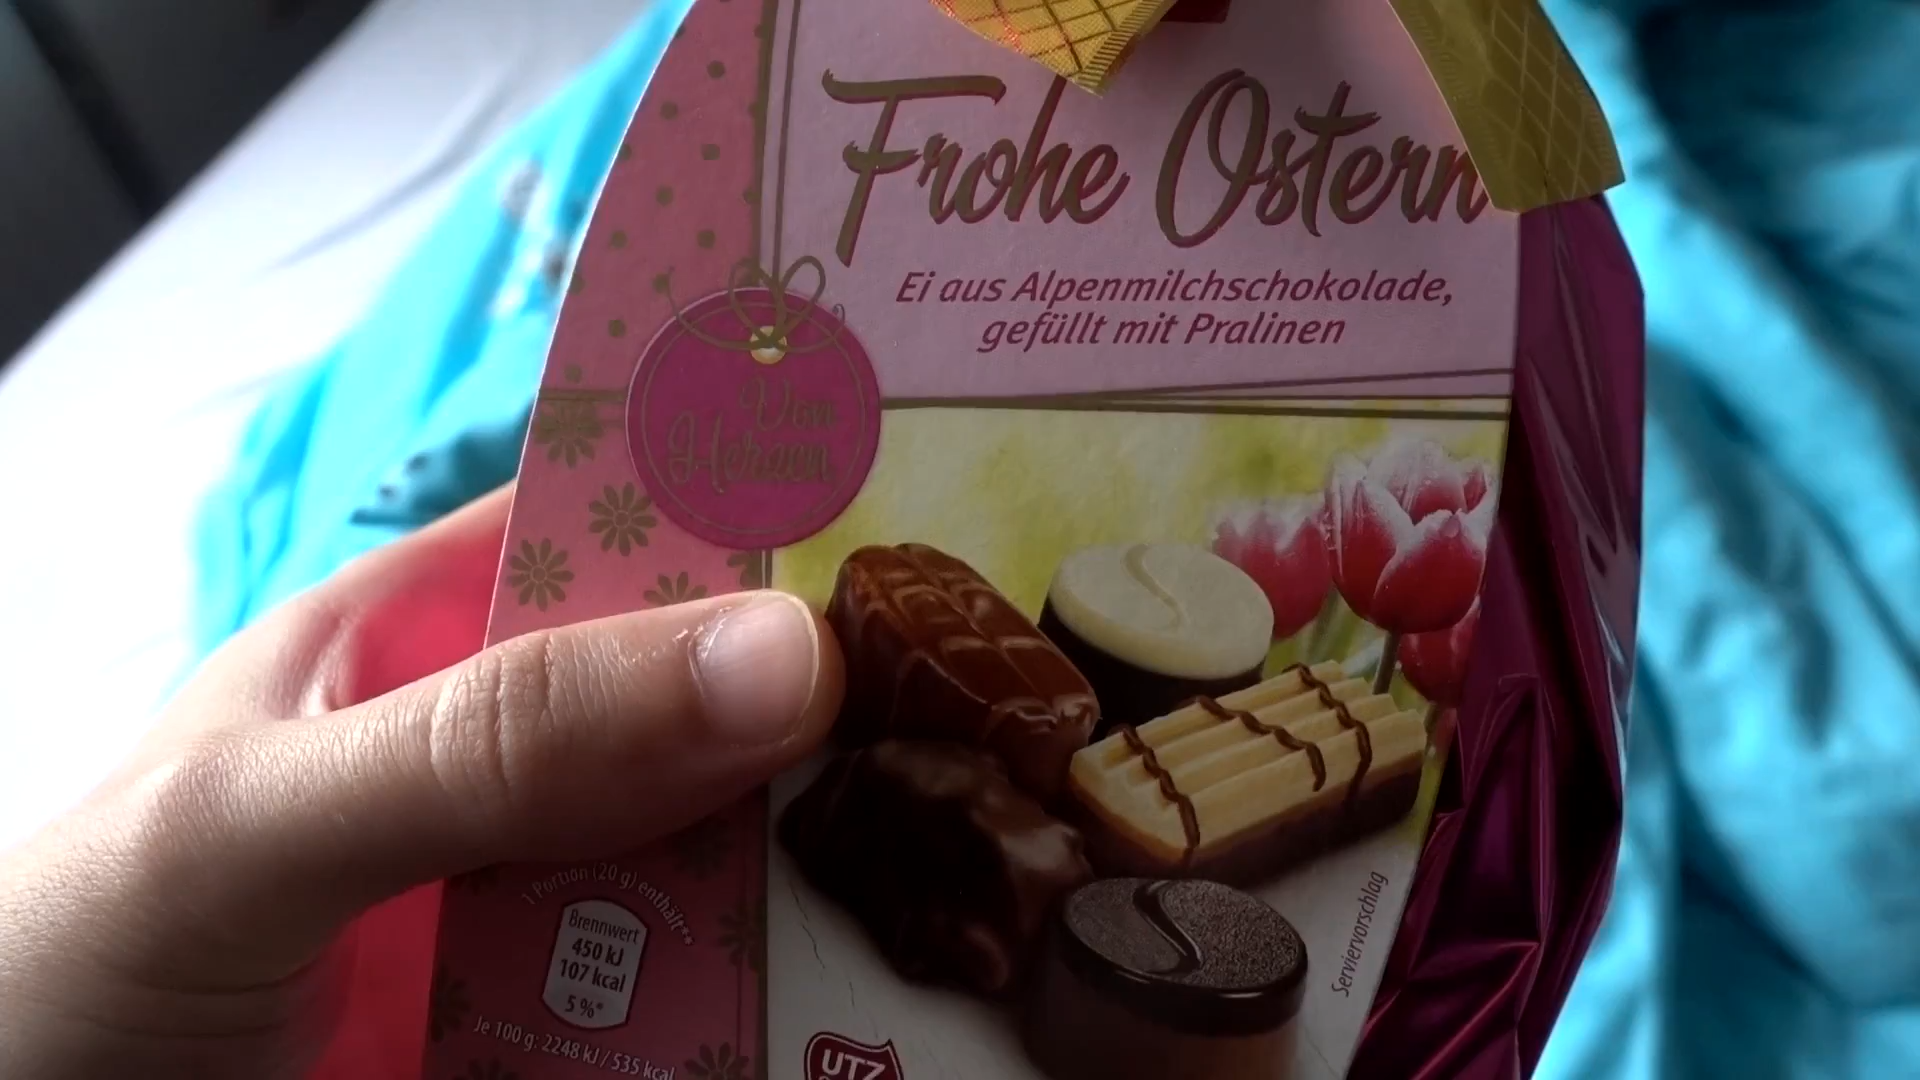 Frohe Ostern
Ei aus Alpenmilchschokolade,
gefüllt mit Pralinen
Von
Herzen
1 Portion (20 g) enthält**
Brennwert
450 kJ
107 kcal
5 %*
Je 100 g: 2248 kJ / 535 kcal
Serviervorschlag
UTZ